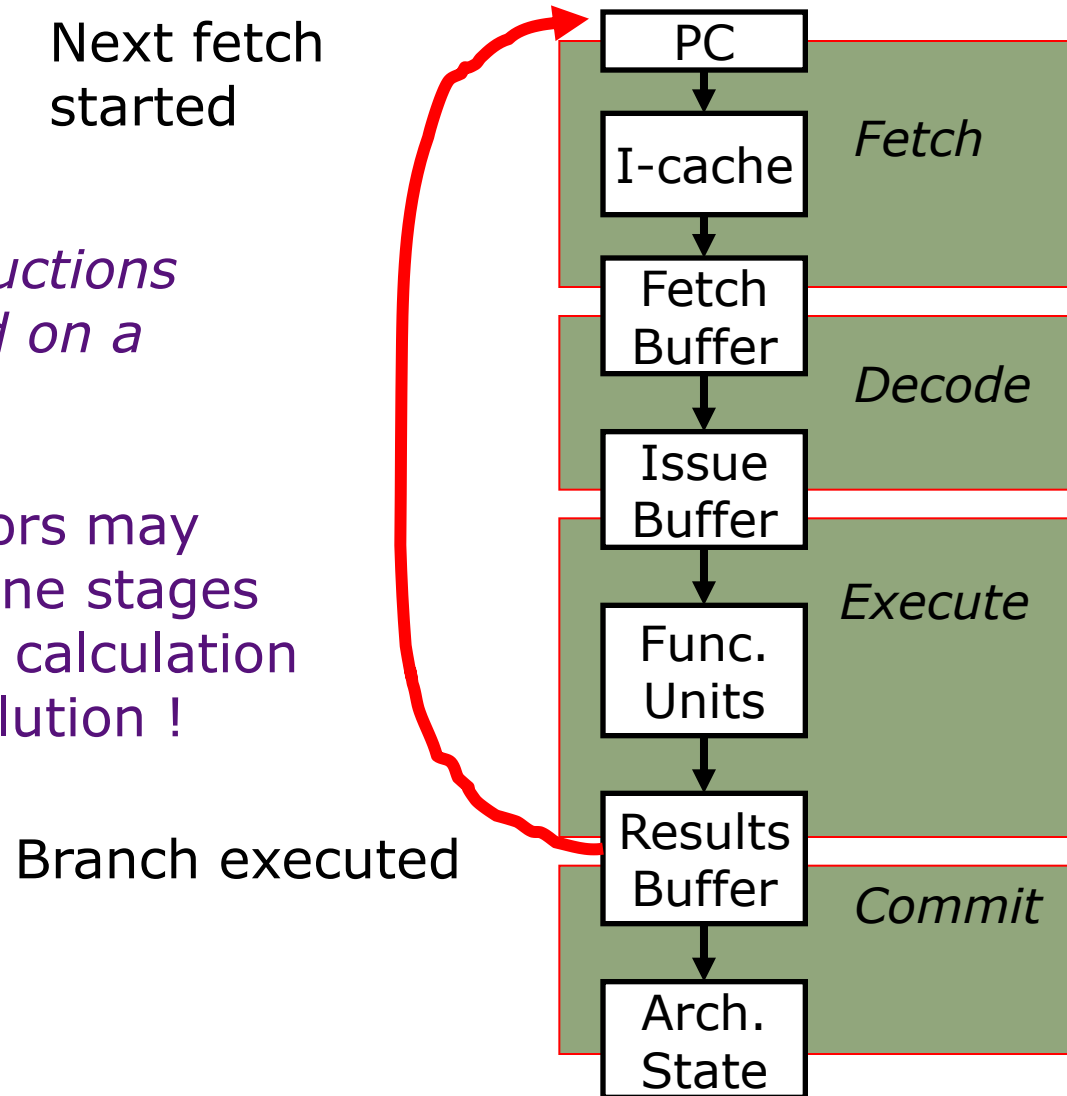 Next fetch
started
uctions
d on a
ors may
ne stages
calculation
lution !
Branch executed
PC
I-cache
Fetch
Buffer
Issue
Buffer
Func.
Units
Results
Buffer
Arch.
State
Fetch
Decode
Execute
Commit